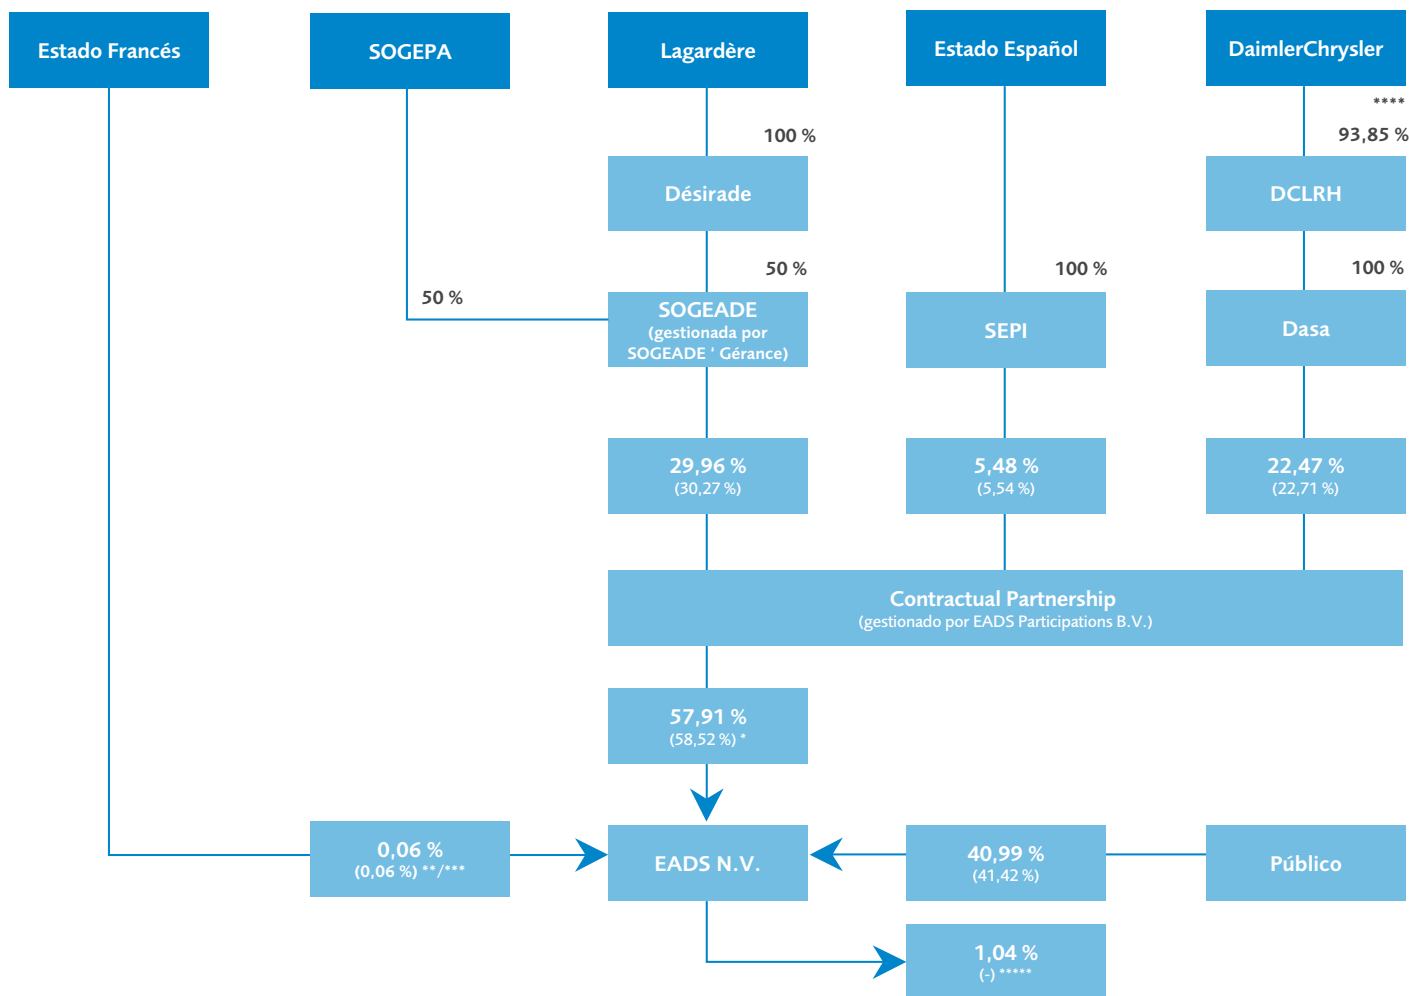 Estado Francés
SOGEPA
Lagardère
Estado Español
DaimlerChrysler
****
100 %
93,85 %
Désirade
DCLRH
50 %
100 %
100 %
50 %
SOGEADE
(gestionada por
SOGEADE ' Gérance)
SEPI
Dasa
29,96 %
(30,27 %)
5,48 %
(5,54 %)
22,47 %
(22,71 %)
Contractual Partnership
(gestionado por EADS Participations B.V.)
57,91 %
(58,52 %) *
0,06 %
(0,06 %) **/***
EADS N.V.
40,99 %
(41,42 %)
Público
1,04 %
(-) *****